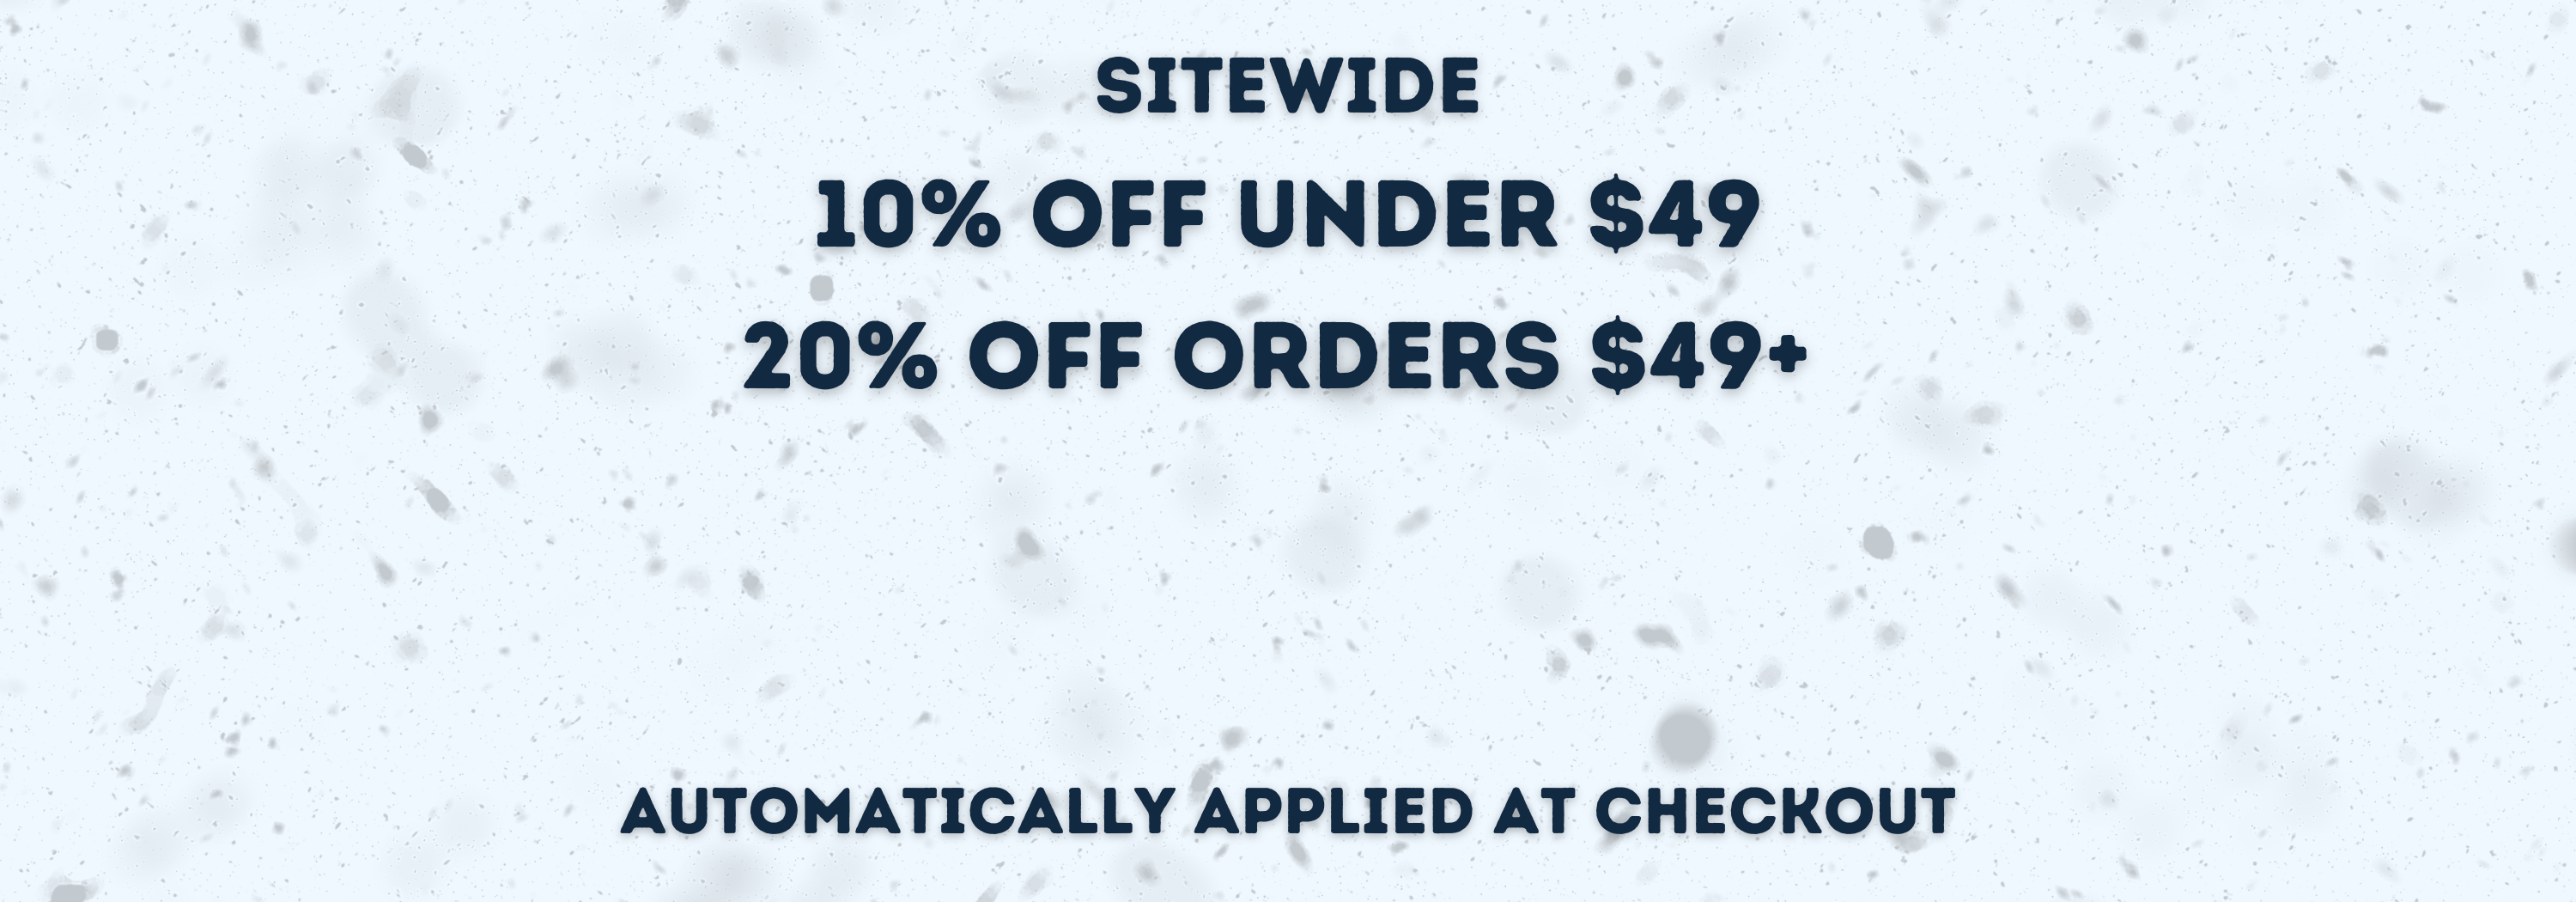 SITEWIDE
10% OFF UNDER $49
20% OFF ORDERS $49+
AUTOMATICALLY APPLIED AT CHECKOUT